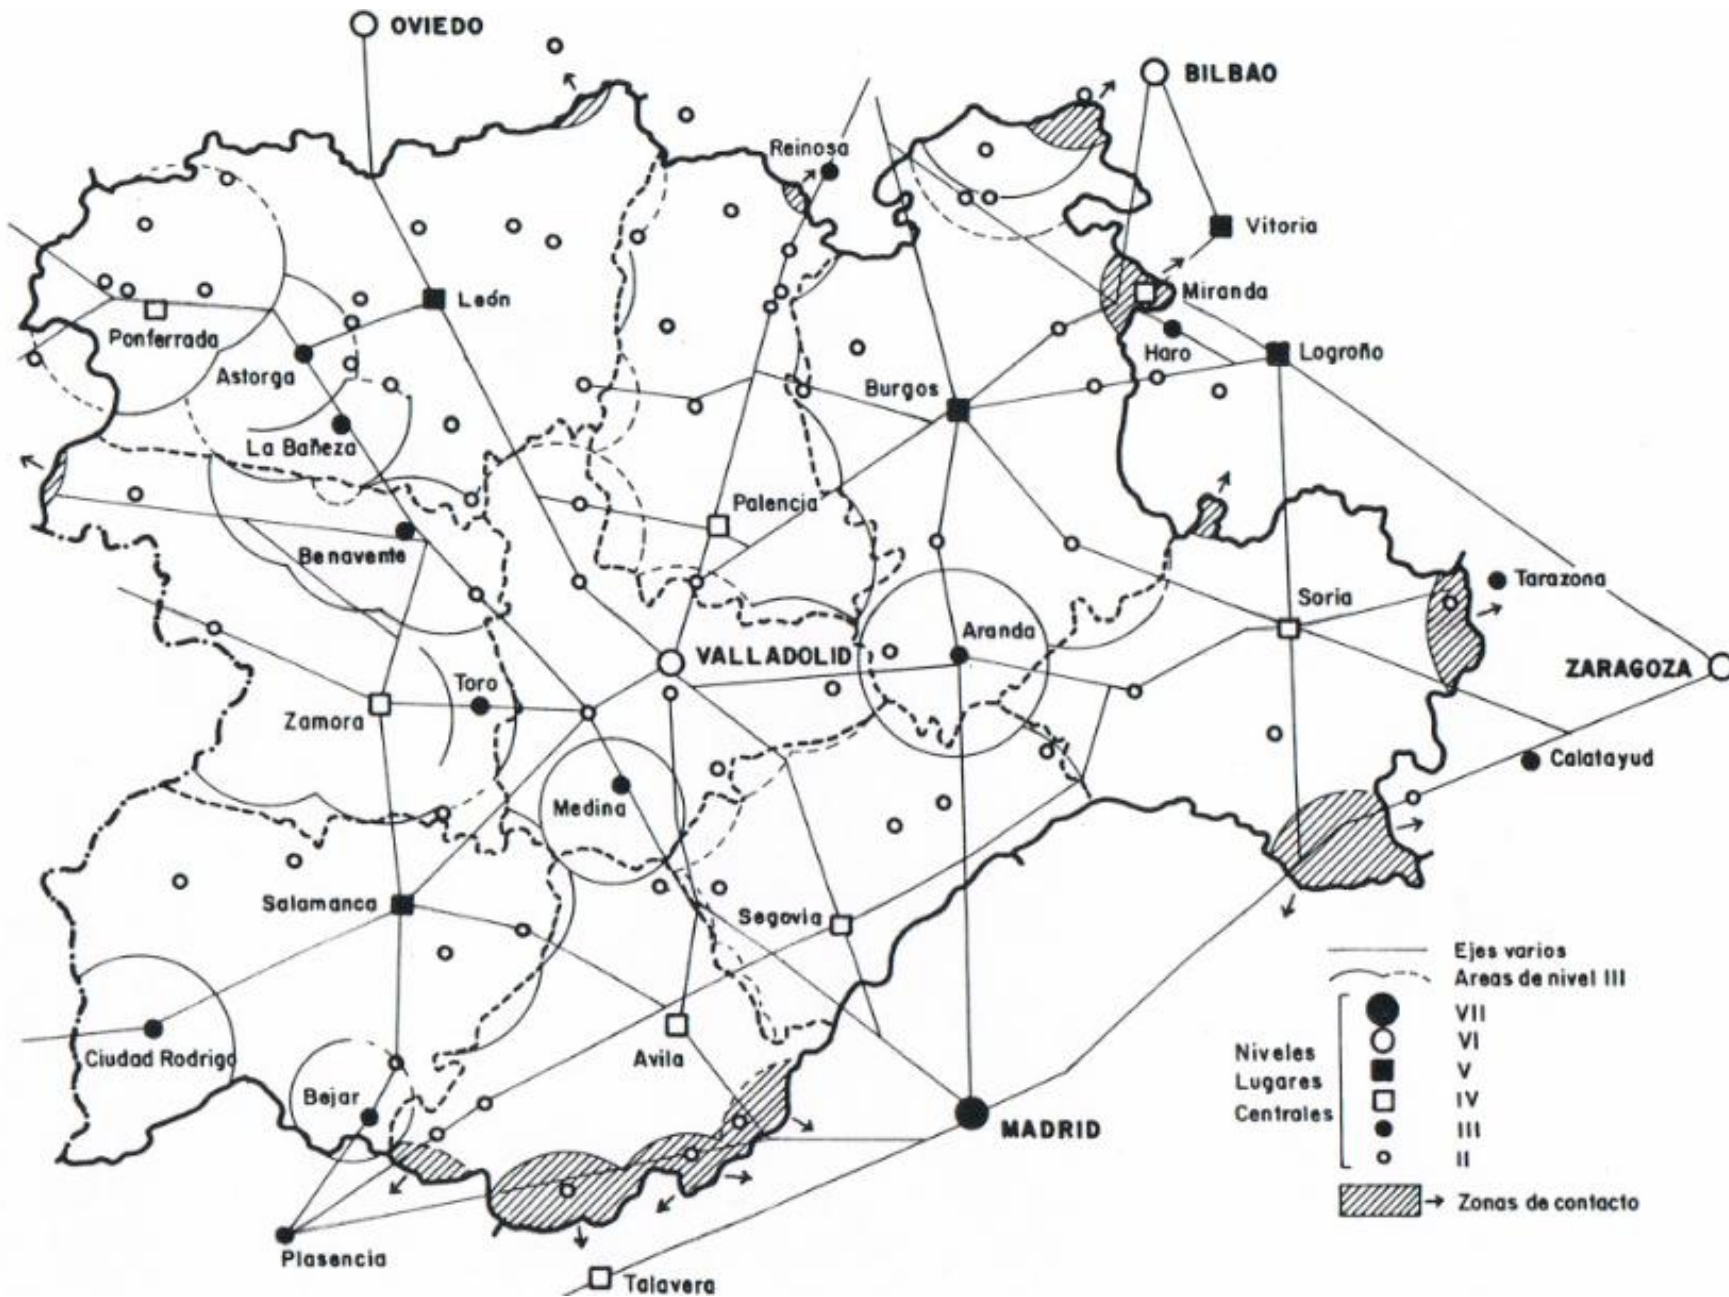 OVIEDO
BILBAO
Reinosa
Vitoria
León
Miranda
Ponferrada
Haro
Logroño
Astorga
Burgos
La Bañeza
Palencia
Benavente
Tarazona
Soria
Aranda
VALLADOLID
ZARAGOZA
Toro
Zamora
Calatayud
Medina
Salamanca
Segovia
Ciudad Rodrigo
Avila
Bejar
MADRID
Plasencia
Talavera
Ejes varios
Areas de nivel III
Niveles
Lugares
Centrales
VII
VI
V
IV
III
II
Zonas de contacto